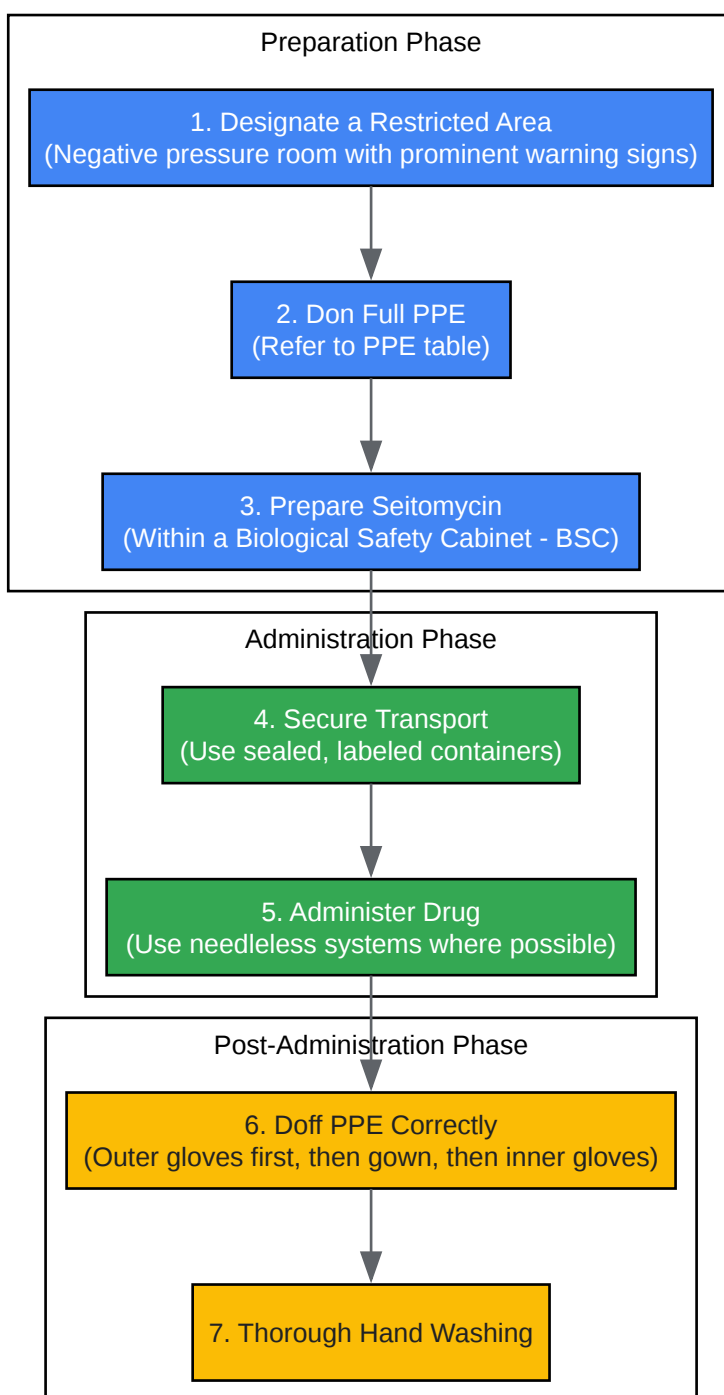 Preparation Phase
1. Designate a Restricted Area
(Negative pressure room with prominent warning signs)
2. Don Full PPE
(Refer to PPE table)
3. Prepare Seitomycin
(Within a Biological Safety Cabinet - BSC)
Administration Phase
4. Secure Transport
(Use sealed, labeled containers)
5. Administer Drug
(Use needleless systems where possible)
Post-Administration Phase
6. Doff PPE Correctly
(Outer gloves first, then gown, then inner gloves)
7. Thorough Hand Washing